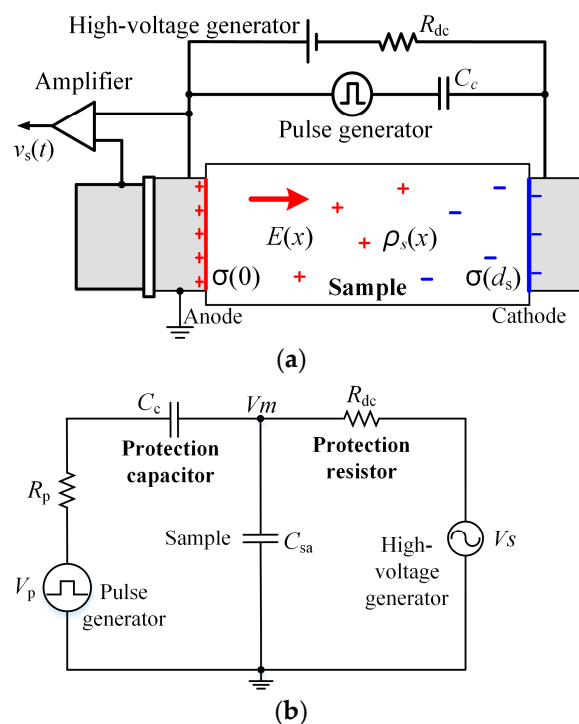 High-voltage generator
R_dc
Amplifier
C_c
Pulse generator
v_s(t)
E(x)
ρ_s(x)
σ(0)
Sample
σ(d_s)
Anode
Cathode
(a)
C_c
Vm
R_dc
Protection
capacitor
Protection
resistor
R_p
Sample
C_sa
High-
voltage
generator
Vs
V_p
Pulse
generator
(b)